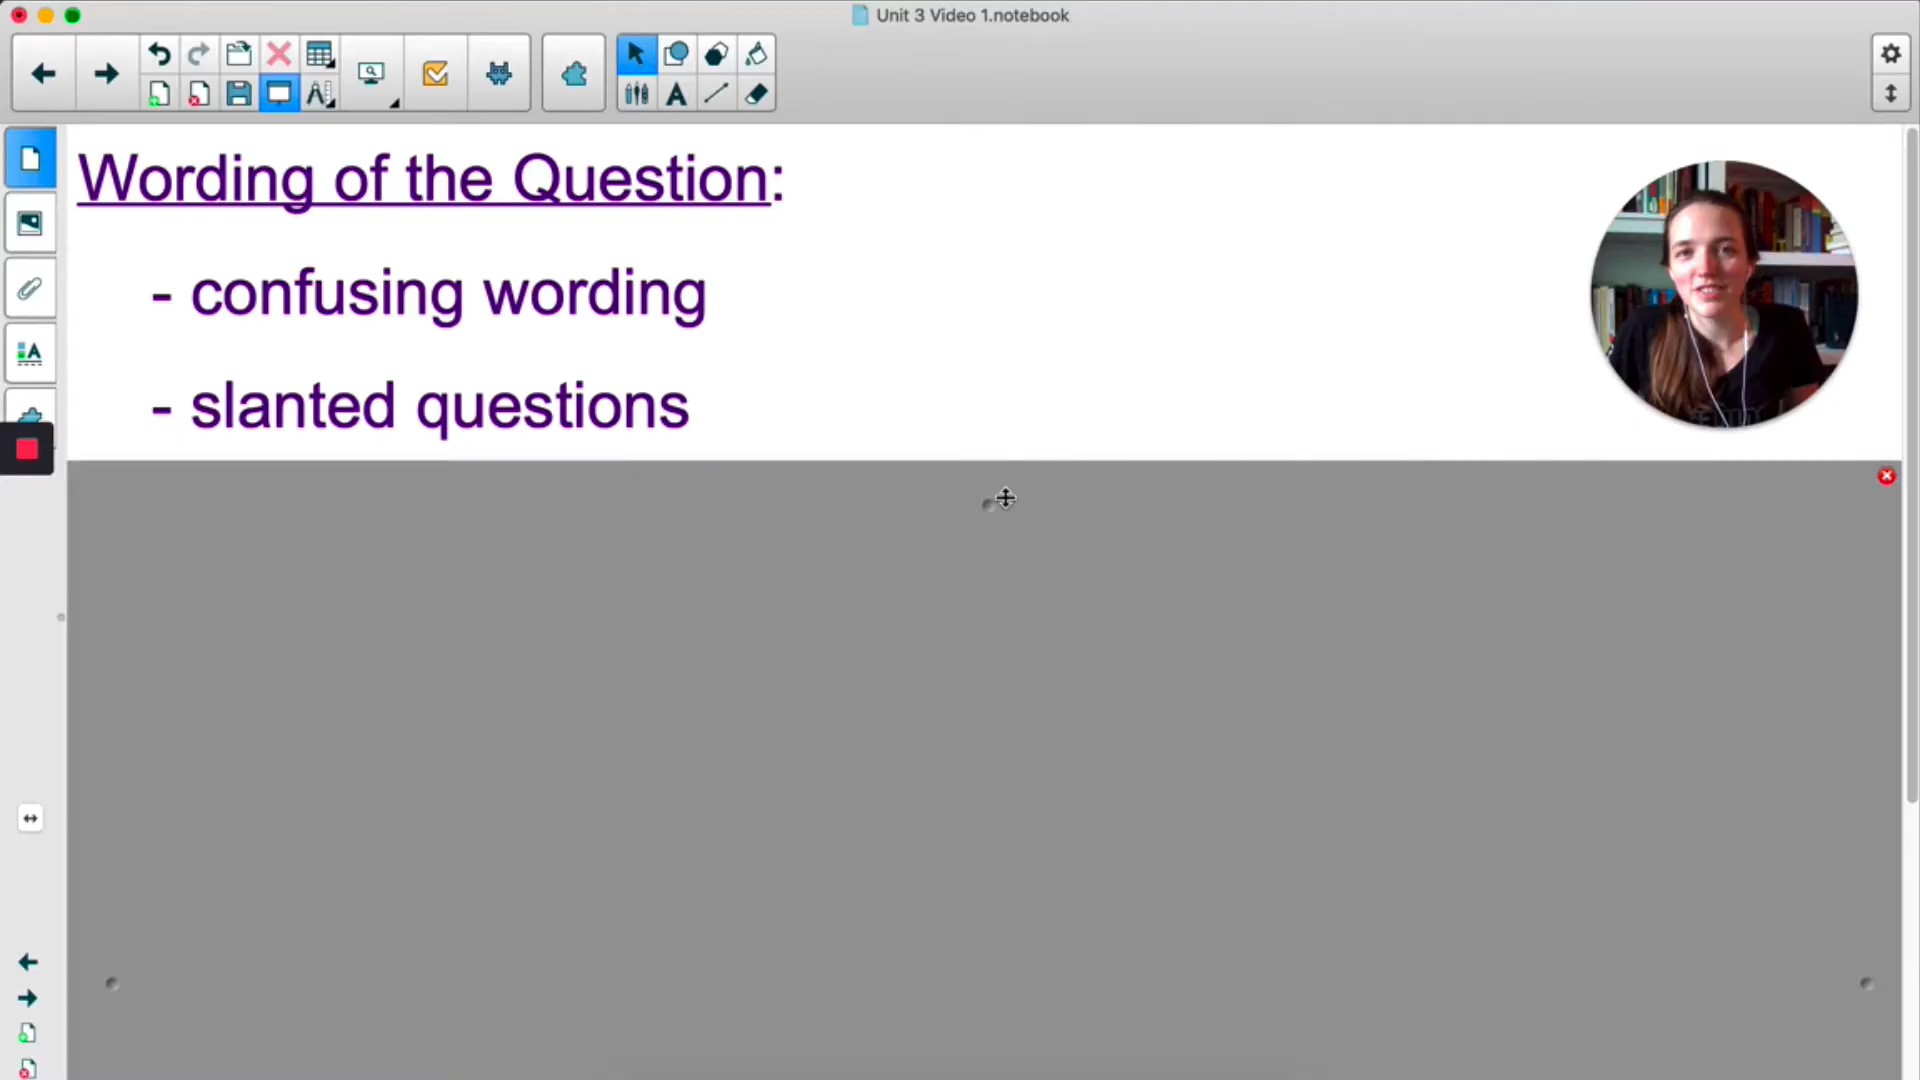 Unit 3 Video 1.notebook
Wording of the Question:
- confusing wording
- slanted questions